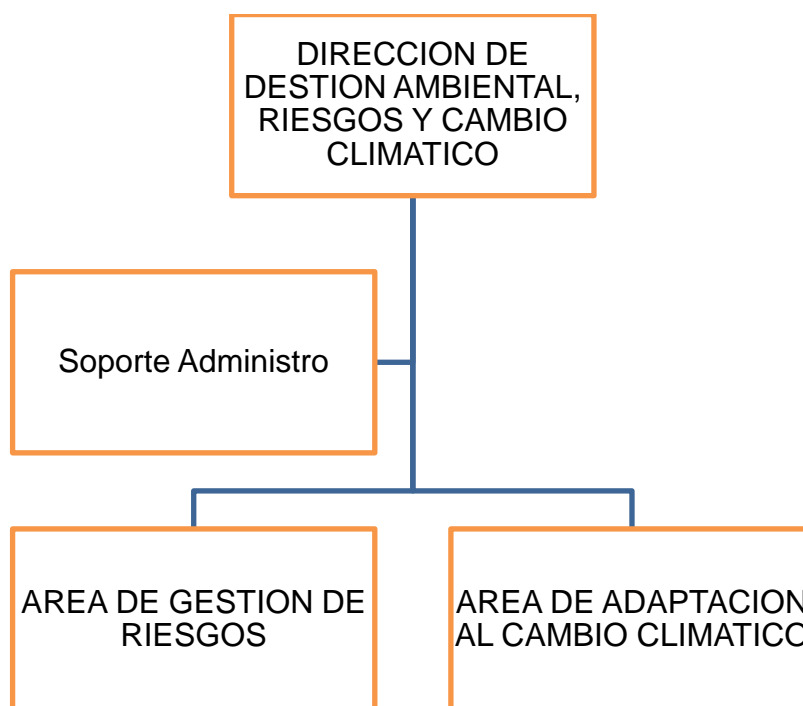 DIRECCION DE
DESTION AMBIENTAL,
RIESGOS Y CAMBIO
CLIMATICO
Soporte Administro
AREA DE GESTION DE
RIESGOS
AREA DE ADAPTACION
AL CAMBIO CLIMATICO